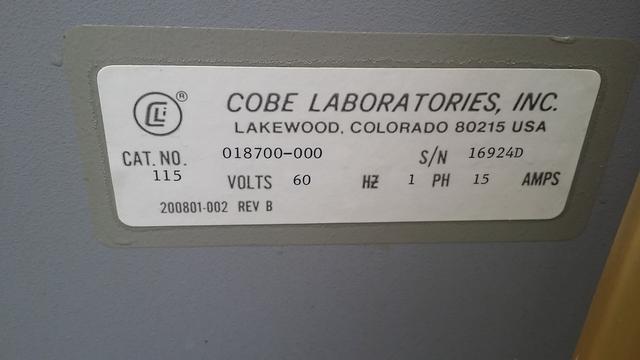 CLi ®
COBE LABORATORIES, INC.
LAKEWOOD, COLORADO 80215 USA
CAT. NO. 018700-000 S/N 16924D
115 VOLTS 60 HZ 1 PH 15 AMPS
200801-002 REV B